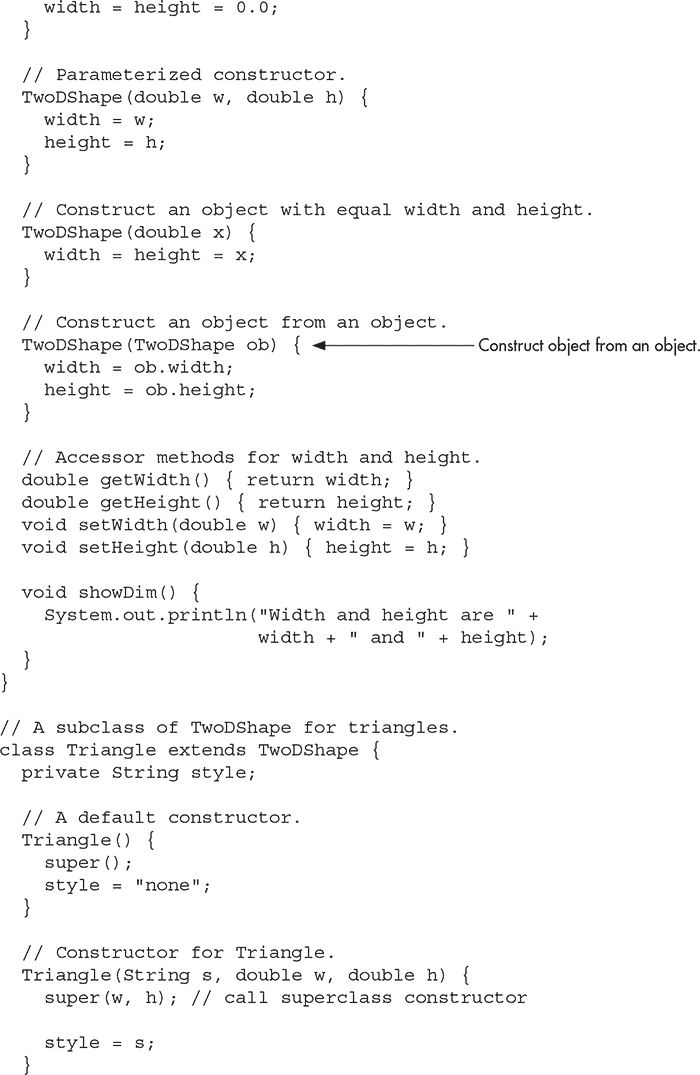 width = height = 0.0;
  }

  // Parameterized constructor.
  TwoDShape(double w, double h) {
    width = w;
    height = h;
  }

  // Construct an object with equal width and height.
  TwoDShape(double x) {
    width = height = x;
  }

  // Construct an object from an object.
  TwoDShape(TwoDShape ob) { Construct object from an object.
    width = ob.width;
    height = ob.height;
  }

  // Accessor methods for width and height.
  double getWidth() { return width; }
  double getHeight() { return height; }
  void setWidth(double w) { width = w; }
  void setHeight(double h) { height = h; }

  void showDim() {
    System.out.println("Width and height are " +
                       width + " and " + height);
  }
}

// A subclass of TwoDShape for triangles.
class Triangle extends TwoDShape {
  private String style;

  // A default constructor.
  Triangle() {
    super();
    style = "none";
  }

  // Constructor for Triangle.
  Triangle(String s, double w, double h) {
    super(w, h); // call superclass constructor

    style = s;
  }